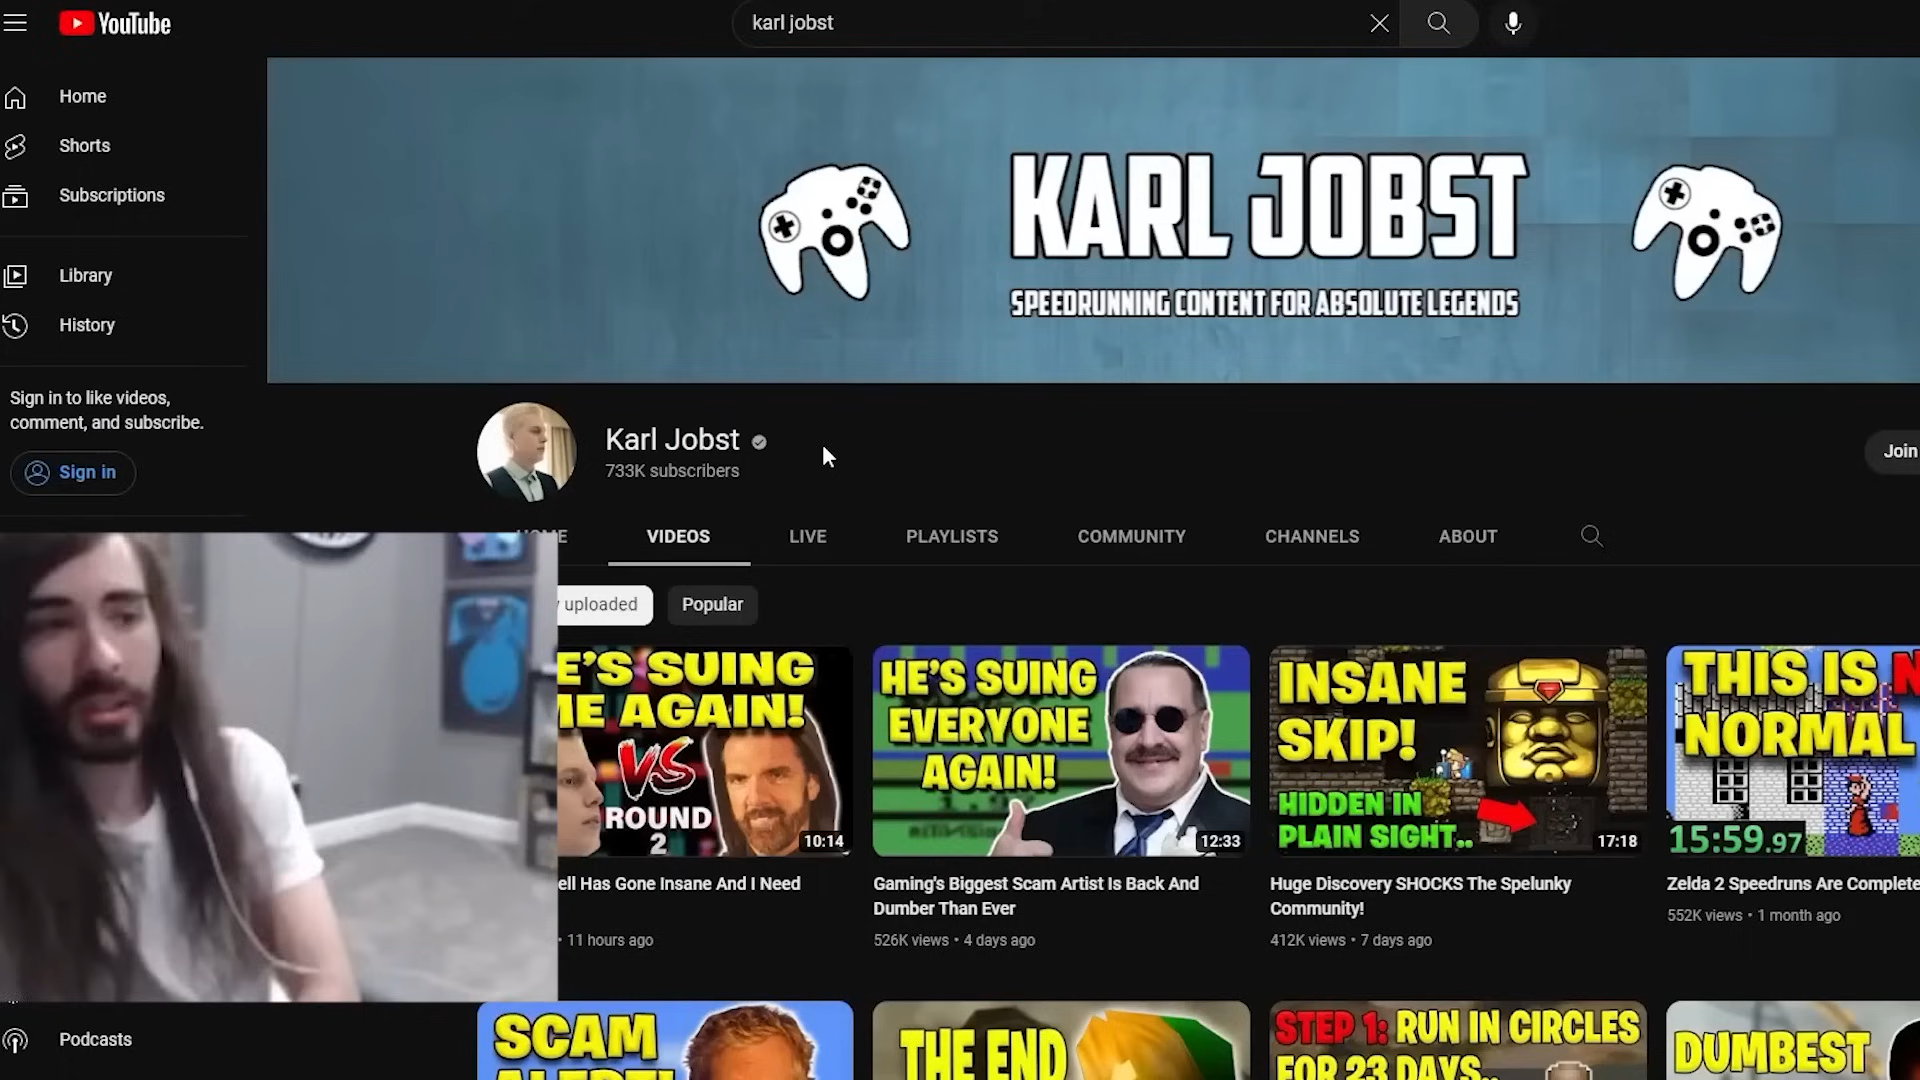 YouTube
karl jobst
Home
Shorts
Subscriptions
Library
History
Sign in to like videos,
comment, and subscribe.
Sign in
Podcasts
KARL JOBST
SPEEDRUNNING CONTENT FOR ABSOLUTE LEGENDS
Karl Jobst
733K subscribers
Join
VIDEOS
LIVE
PLAYLISTS
COMMUNITY
CHANNELS
ABOUT
uploaded
Popular
E'S SUING
ME AGAIN!
VS
ROUND
2
10:14
ell Has Gone Insane And I Need
• 11 hours ago
HE'S SUING
EVERYONE
AGAIN!
12:33
Gaming's Biggest Scam Artist Is Back And
Dumber Than Ever
526K views • 4 days ago
INSANE
SKIP!
HIDDEN IN
PLAIN SIGHT..
17:18
Huge Discovery SHOCKS The Spelunky
Community!
412K views • 7 days ago
THIS IS N
NORMAL
15:59.97
Zelda 2 Speedruns Are Complete
552K views • 1 month ago
SCAM
ALERT!
THE END
STEP 1: RUN IN CIRCLES
FOR 23 DAYS..
DUMBEST